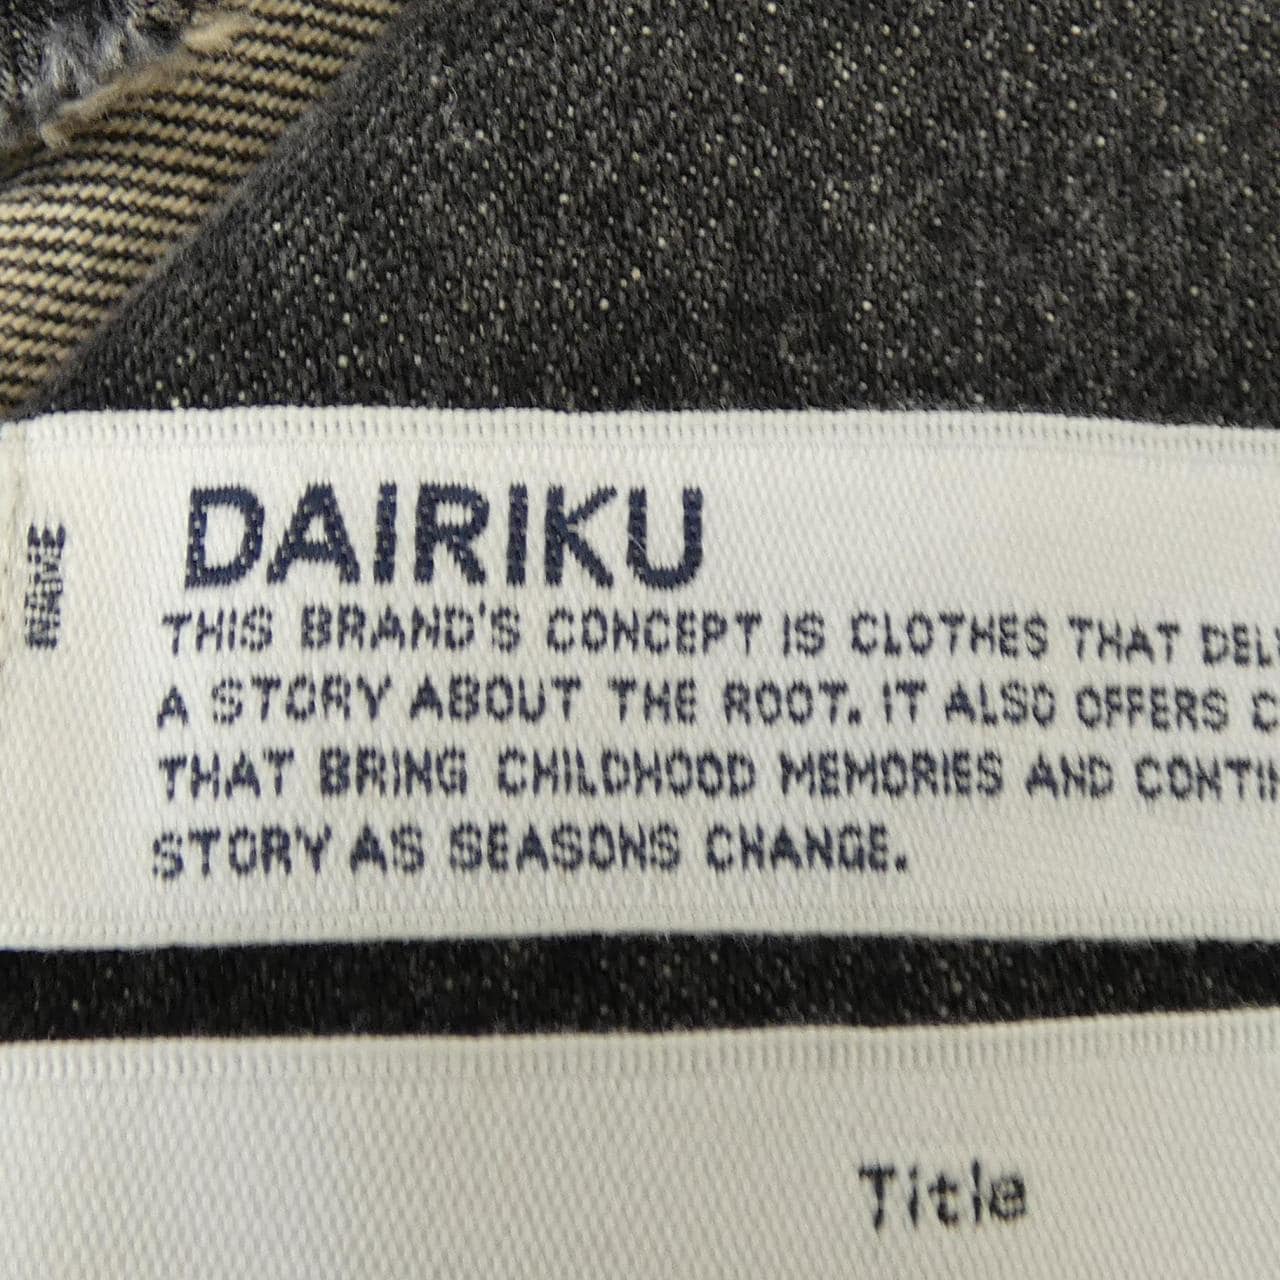 NAME
DAIRIKU
THIS BRAND'S CONCEPT IS CLOTHES THAT
A STORY ABOUT THE ROOT. IT ALSO OFFERS
THAT BRING CHILDHOOD MEMORIES AND
STORY AS SEASONS CHANGE.
Title